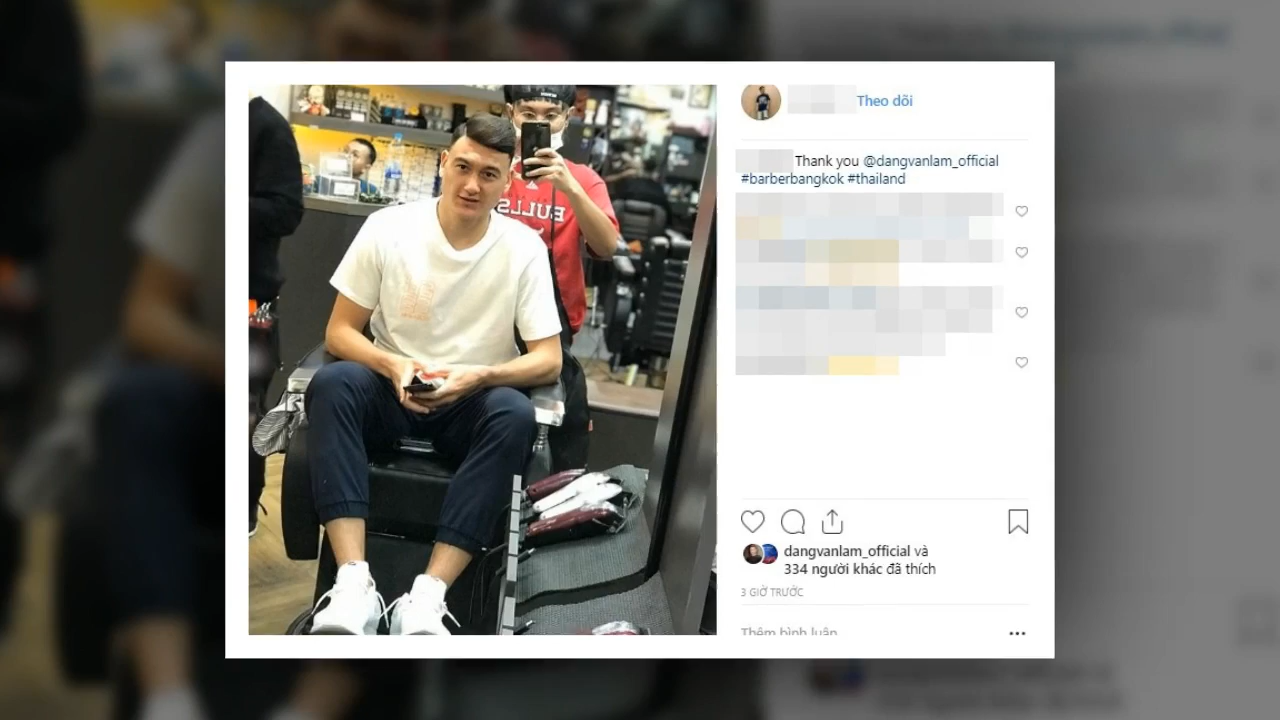 Theo dõi
Thank you @dangvanlam_official
#barberbangkok #thailand
dangvanlam_official và
334 người khác đã thích
3 GIỜ TRƯỚC
Thêm bình luận
BULLS